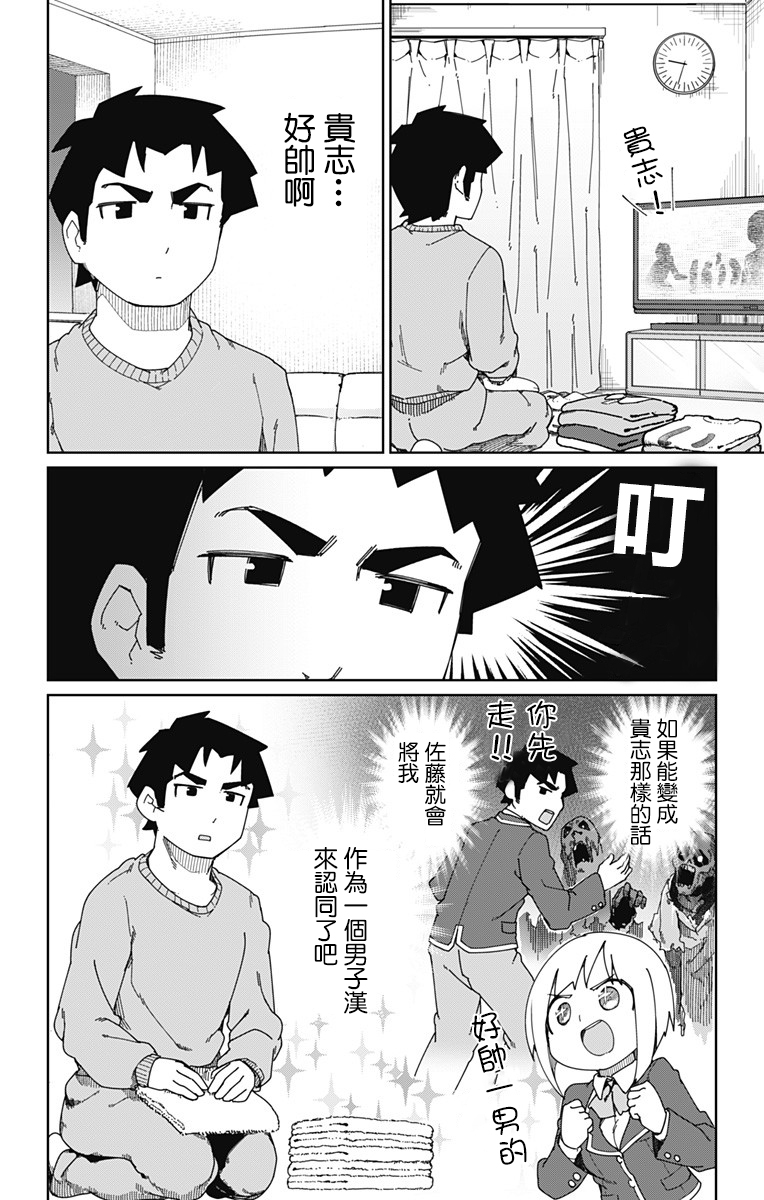 貴志!
貴志…
好帥啊
叮
如果能變成
貴志那樣的話
你先
走!!
佐藤就會
將我
作為一個男子漢
來認同了吧
好帥一男的